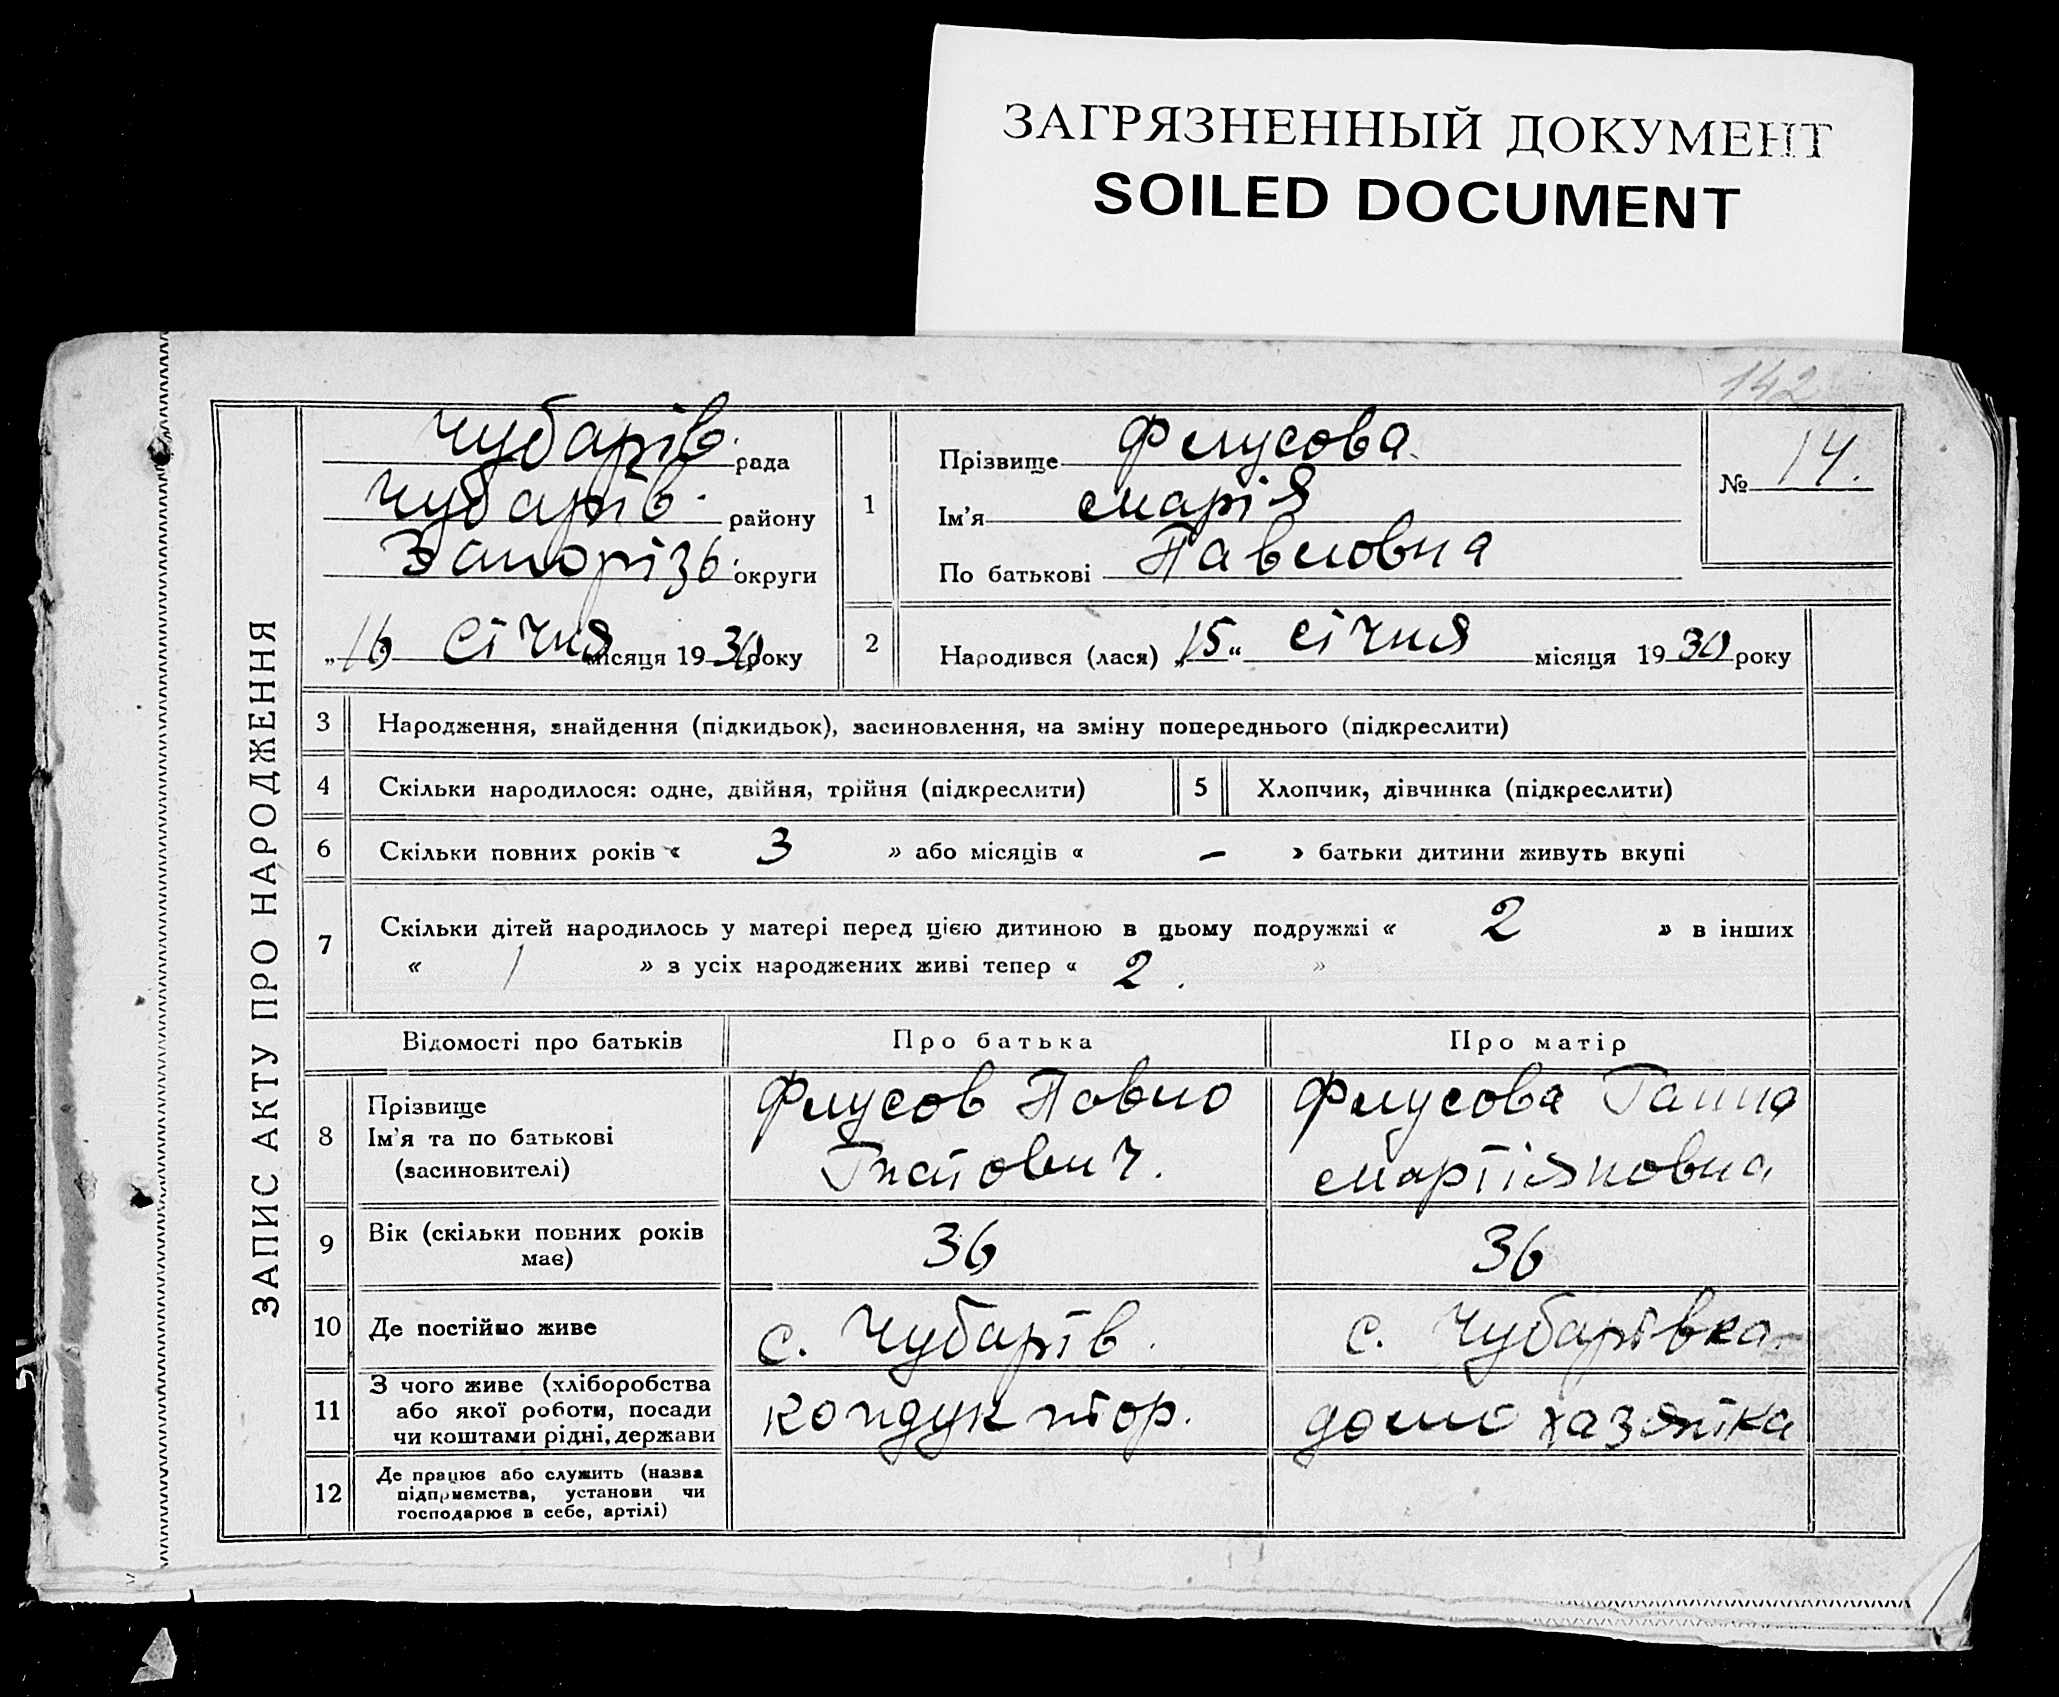 ЗАГРЯЗНЕННЫЙ ДОКУМЕНТ
SOILED DOCUMENT
142
ЗАПИС АКТУ ПРО НАРОДЖЕННЯ
Чубарів. рада
Чубарів. району
Запорізь. округи
„16 Січня місяця 1930 року
1
Прізвище Флусова
Ім'я Марія
По батькові Павловна
№ 14.
2
Народився (лася) „15“ Січня місяця 1930 року
3 Народження, знайдення (підкидьок), засиновлення, на зміну попереднього (підкреслити)
4 Скільки народилося: одне, двійня, трійня (підкреслити)
5 Хлопчик, дівчинка (підкреслити)
6 Скільки повних років « 3 » або місяців « – » батьки дитини живуть вкупі
7 Скільки дітей народилось у матері перед цією дитиною в цьому подружжі « 2 » в інших
« 1 » з усіх народжених живі тепер « 2. »
Відомості про батьків Про батька Про матір
8 Прізвище
Ім'я та по батькові
(засиновителі)
Флусов Павло
Флусова Ганна
Мартіяновна
9 Вік (скільки повних років
має)
36
36
10 Де постійно живе с. Чубарів. с. Чубарівка.
11 З чого живе (хліборобства
або якої роботи, посади
чи коштами рідні, держави
кондуктор.
домохазяйка
12 Де працює або служить (назва
підприємства, установи чи
господарює в себе, артілі)